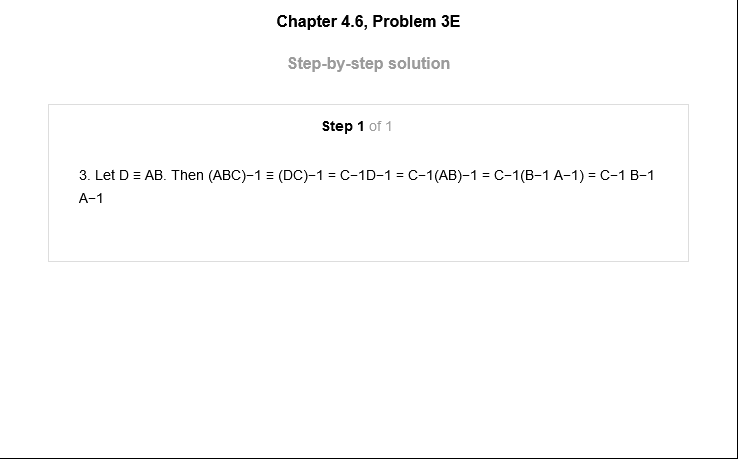 Chapter 4.6, Problem 3E
Step-by-step solution
Step 1 of 1
3. Let D ≡ AB. Then (ABC)−1 ≡ (DC)−1 = C−1D−1 = C−1(AB)−1 = C−1(B−1 A−1) = C−1 B−1
A−1